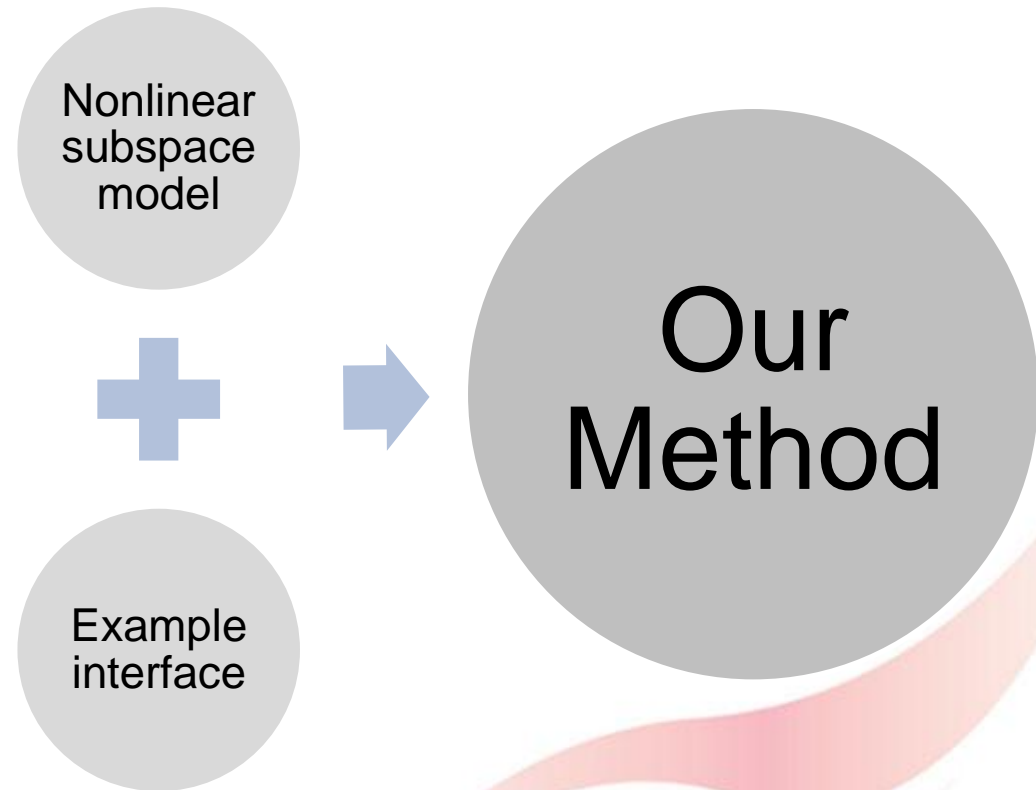 Nonlinear
subspace
model
Example
interface
Our
Method